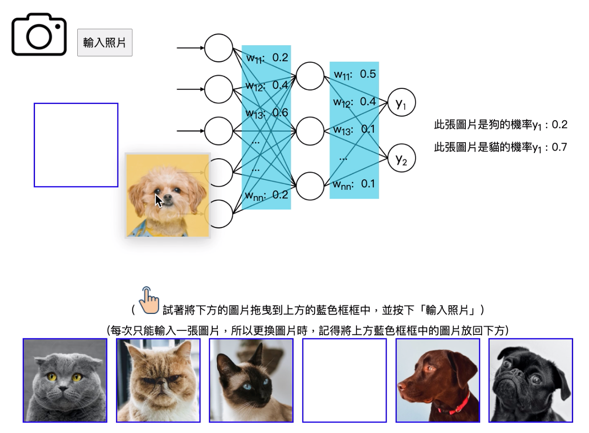 輸入照片
w11: 0.2
w12: 0.4
w13: 0.6
...
...
wnn: 0.2
w11: 0.5
w12: 0.4
w13: 0.1
...
wnn: 0.1
y1
y2
此張圖片是狗的機率y1 : 0.2
此張圖片是貓的機率y1 : 0.7
( 試著將下方的圖片拖曳到上方的藍色框框中，並按下「輸入照片」)
(每次只能輸入一張圖片，所以更換圖片時，記得將上方藍色框框中的圖片放回下方)